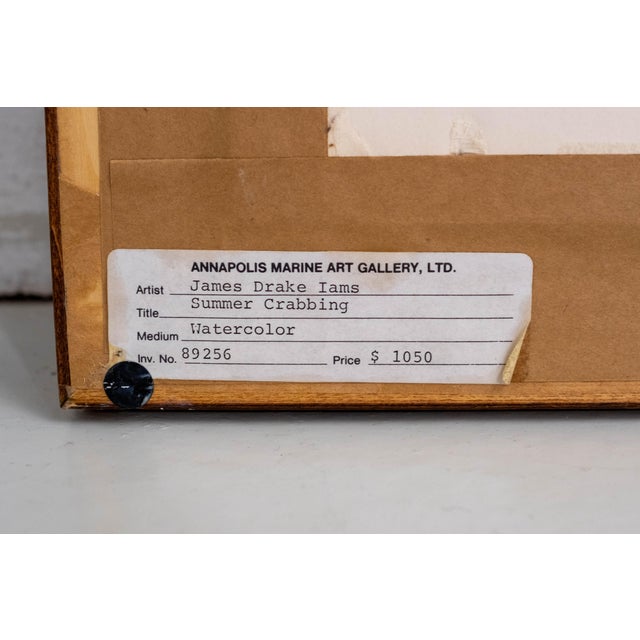 ANNAPOLIS MARINE ART GALLERY, LTD.
Artist James Drake Iams
Title Summer Crabbing
Medium Watercolor
Inv. No. 89256 Price $ 1050